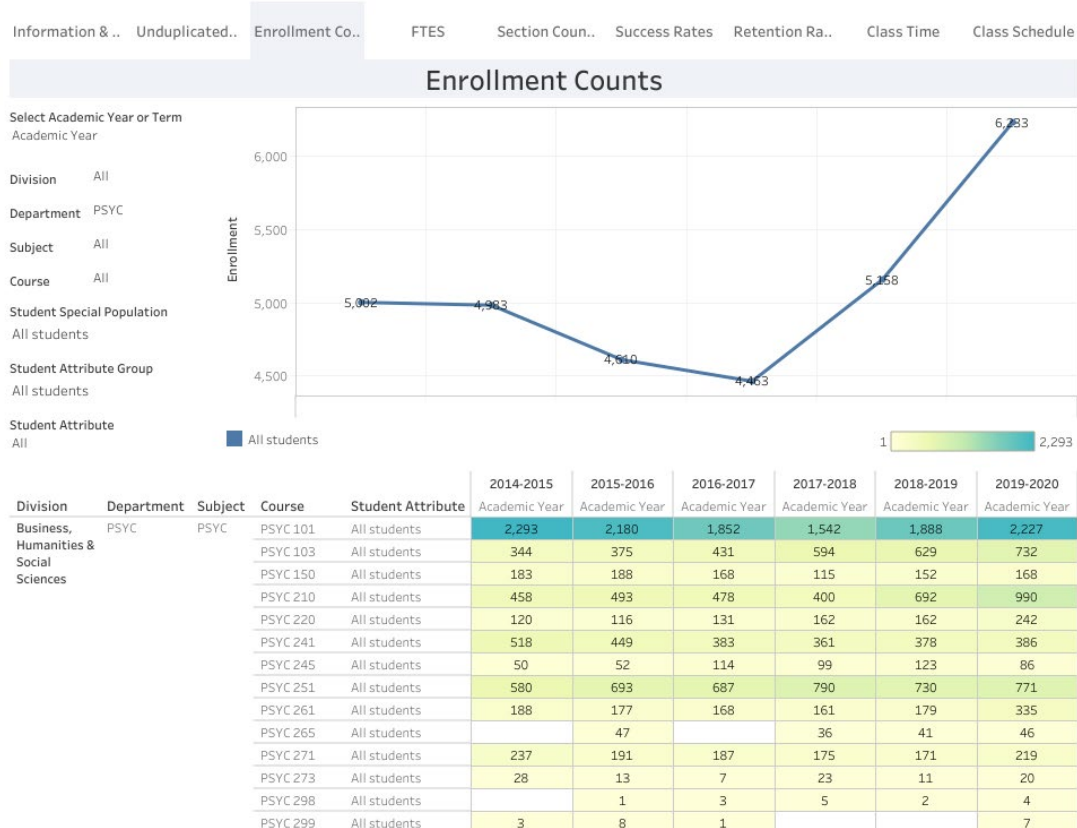 Information & .. Unduplicated.. Enrollment Co.. FTES Section Coun.. Success Rates Retention Ra.. Class Time Class Schedule
Enrollment Counts
Select Academic Year or Term
Academic Year
Division All
Department PSYC
Subject All
Course All
Student Special Population
All students
Student Attribute Group
All students
Student Attribute
All
Enrollment
6,000
5,500
5,000
4,500
5,002
4,983
4,610
4,463
5,158
6,233
All students
1 2,293
2014-2015 2015-2016 2016-2017 2017-2018 2018-2019 2019-2020
Division Department Subject Course Student Attribute Academic Year Academic Year Academic Year Academic Year Academic Year Academic Year
Business, PSYC PSYC PSYC 101 All students 2,293 2,180 1,852 1,542 1,888 2,227
Humanities &
Social
Sciences
PSYC 103 All students 344 375 431 594 629 732
PSYC 150 All students 183 188 168 115 152 168
PSYC 210 All students 458 493 478 400 692 990
PSYC 220 All students 120 116 131 162 162 242
PSYC 241 All students 518 449 383 361 378 386
PSYC 245 All students 50 52 114 99 123 86
PSYC 251 All students 580 693 687 790 730 771
PSYC 261 All students 188 177 168 161 179 335
PSYC 265 All students 47 36 41 46
PSYC 271 All students 237 191 187 175 171 219
PSYC 273 All students 28 13 7 23 11 20
PSYC 298 All students 1 3 5 2 4
PSYC 299 All students 3 8 1 7